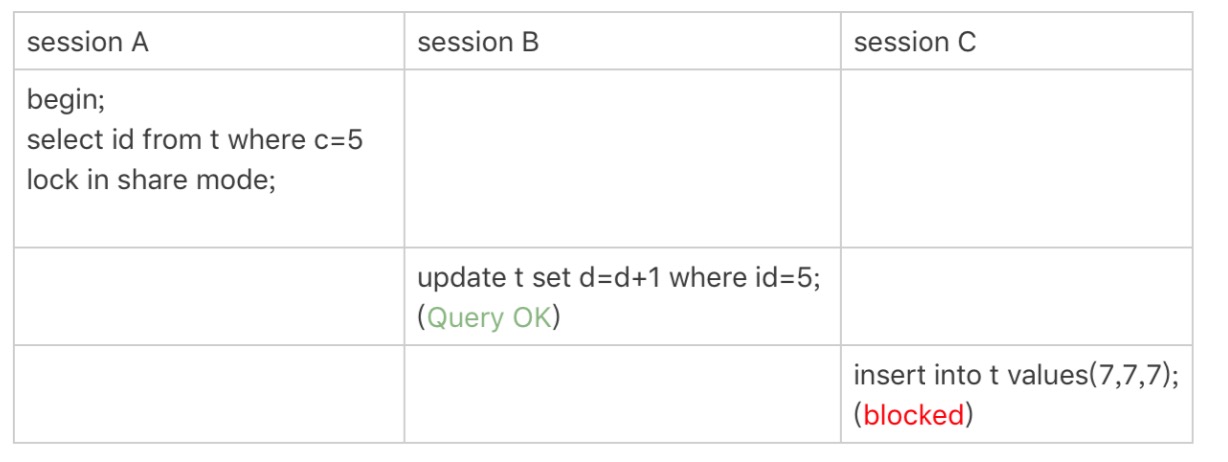 session A
session B
session C
begin;
select id from t where c=5
lock in share mode;
update t set d=d+1 where id=5;
(Query OK)
insert into t values(7,7,7);
(blocked)